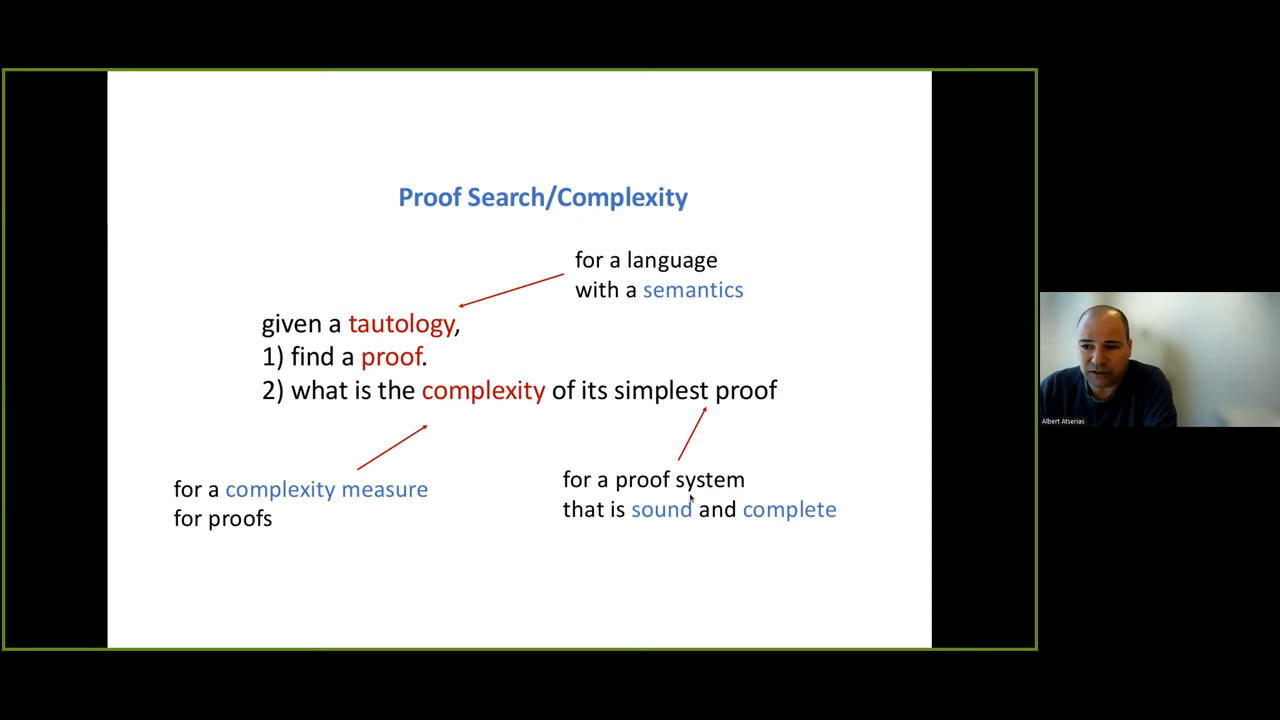 Proof Search/Complexity
for a language
with a semantics
given a tautology,
1) find a proof.
2) what is the complexity of its simplest proof
for a complexity measure
for proofs
for a proof system
that is sound and complete
Albert Atserias